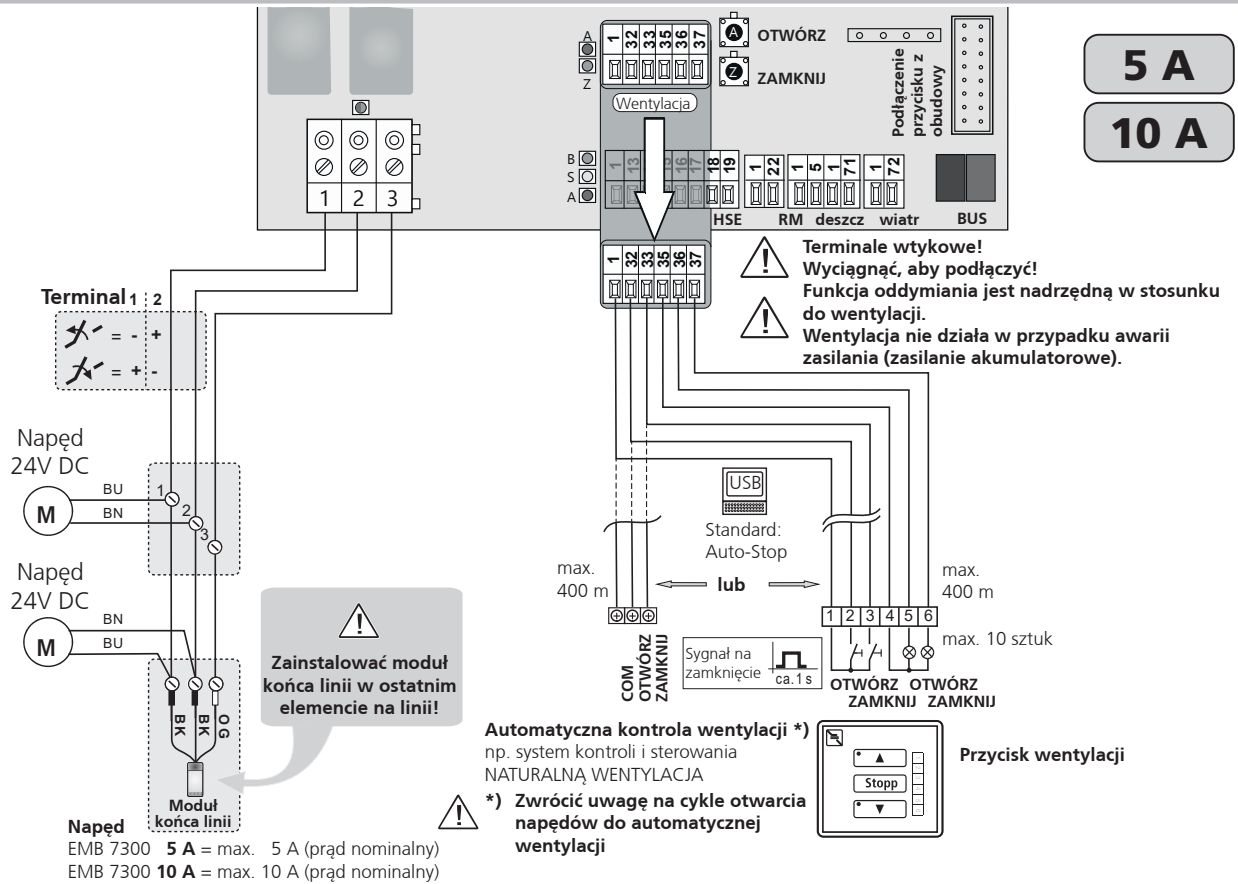 1 32 33 35 36 37
A
Z
A OTWÓRZ
Z ZAMKNIJ
Podłączenie
przycisku z
obudowy
5 A
10 A
Wentylacja
B
S
A
1 13 15 16 17 18 19
1 22
1 5 1 71
1 72
HSE RM deszcz wiatr BUS
1 2 3
1 32 33 35 36 37
Terminale wtykowe!
Wyciągnąć, aby podłączyć!
Funkcja oddymiania jest nadrzędną w stosunku
do wentylacji.
Wentylacja nie działa w przypadku awarii
zasilania (zasilanie akumulatorowe).
Terminal 1 2
= - +
= + -
Napęd
24V DC
M
BU
BN
1
2
3
Napęd
24V DC
M
BN
BU
BK
BK
OG
Moduł
końca linii
Zainstalować moduł
końca linii w ostatnim
elemencie na linii!
USB
Standard:
Auto-Stop
max.
400 m
lub
max.
400 m
COM
OTWÓRZ
ZAMKNIJ
Sygnał na
zamknięcie
ca.1 s
1 2 3 4 5 6
max. 10 sztuk
OTWÓRZ OTWÓRZ
ZAMKNIJ ZAMKNIJ
Automatyczna kontrola wentylacji *)
np. system kontroli i sterowania
NATURALNĄ WENTYLACJA
*) Zwrócić uwagę na cykle otwarcia
napędów do automatycznej
wentylacji
Stopp
Przycisk wentylacji
Napęd
EMB 7300 5 A = max. 5 A (prąd nominalny)
EMB 7300 10 A = max. 10 A (prąd nominalny)